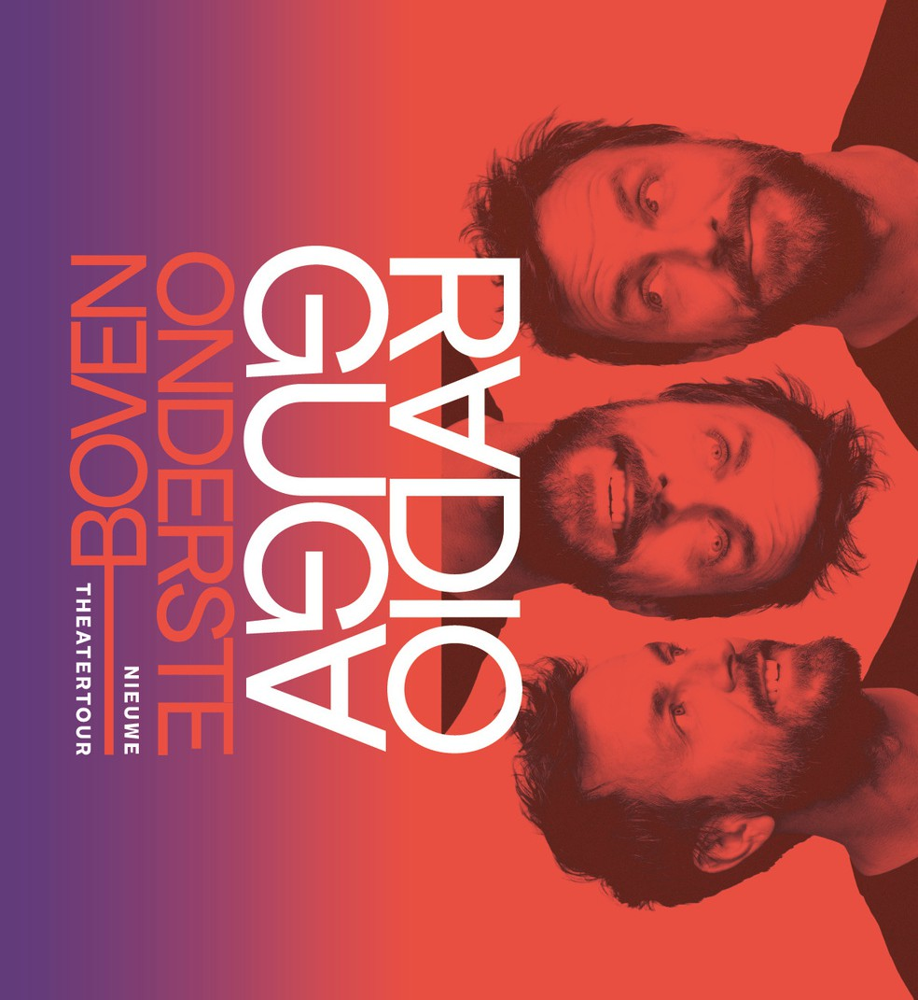 RADIO
GUGA
ONDERSTE
BOVEN
NIEUWE
THEATERTOUR